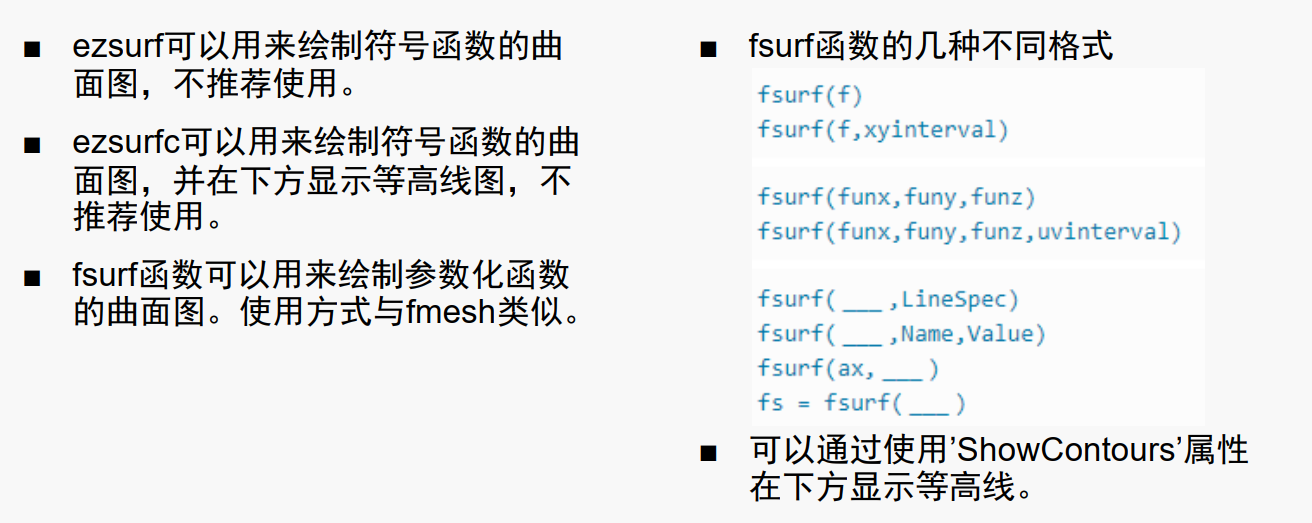 ■ ezsurf可以用来绘制符号函数的曲
面图，不推荐使用。
■ ezsurfc可以用来绘制符号函数的曲
面图，并在下方显示等高线图，不
推荐使用。
■ fsurf函数可以用来绘制参数化函数
的曲面图。使用方式与fmesh类似。
■ fsurf函数的几种不同格式
fsurf(f)
fsurf(f,xyinterval)
fsurf(funx,funy,funz)
fsurf(funx,funy,funz,uvinterval)
fsurf( ___ ,LineSpec)
fsurf( ___ ,Name,Value)
fsurf(ax, ___ )
fs = fsurf( ___ )
■ 可以通过使用’ShowContours’属性
在下方显示等高线。